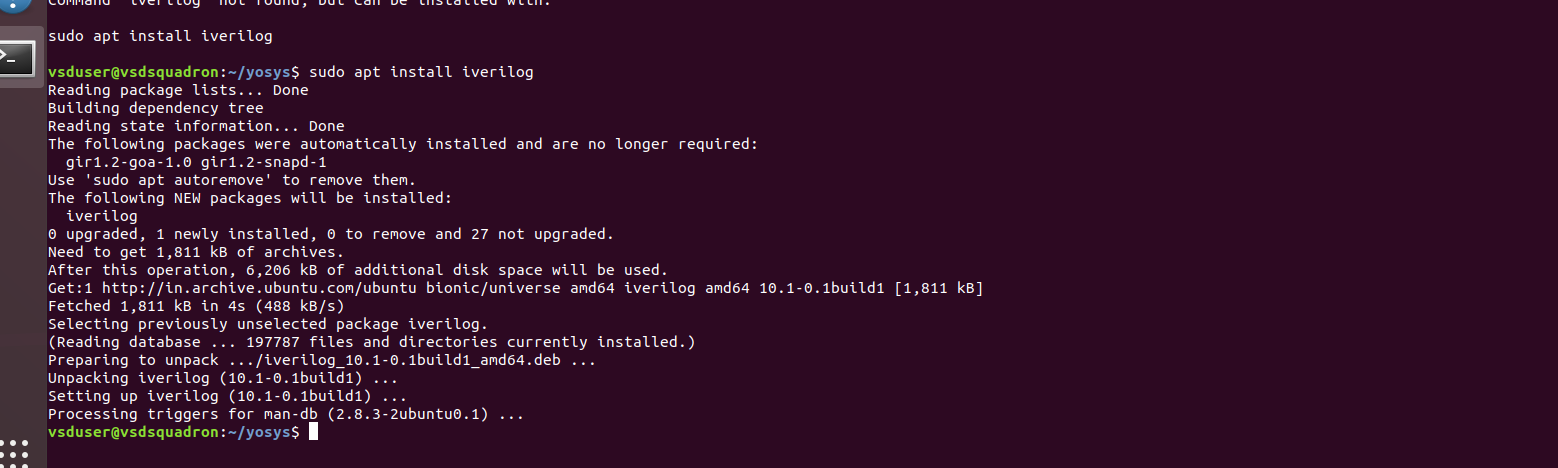 Command 'iverilog' not found, but can be installed with:
sudo apt install iverilog
vsduser@vsdsquadron:~/yosys$ sudo apt install iverilog
Reading package lists... Done
Building dependency tree
Reading state information... Done
The following packages were automatically installed and are no longer required:
gir1.2-goa-1.0 gir1.2-snapd-1
Use 'sudo apt autoremove' to remove them.
The following NEW packages will be installed:
iverilog
0 upgraded, 1 newly installed, 0 to remove and 27 not upgraded.
Need to get 1,811 kB of archives.
After this operation, 6,206 kB of additional disk space will be used.
Get:1 http://in.archive.ubuntu.com/ubuntu bionic/universe amd64 iverilog amd64 10.1-0.1build1 [1,811 kB]
Fetched 1,811 kB in 4s (488 kB/s)
Selecting previously unselected package iverilog.
(Reading database ... 197787 files and directories currently installed.)
Preparing to unpack .../iverilog_10.1-0.1build1_amd64.deb ...
Unpacking iverilog (10.1-0.1build1) ...
Setting up iverilog (10.1-0.1build1) ...
Processing triggers for man-db (2.8.3-2ubuntu0.1) ...
vsduser@vsdsquadron:~/yosys$